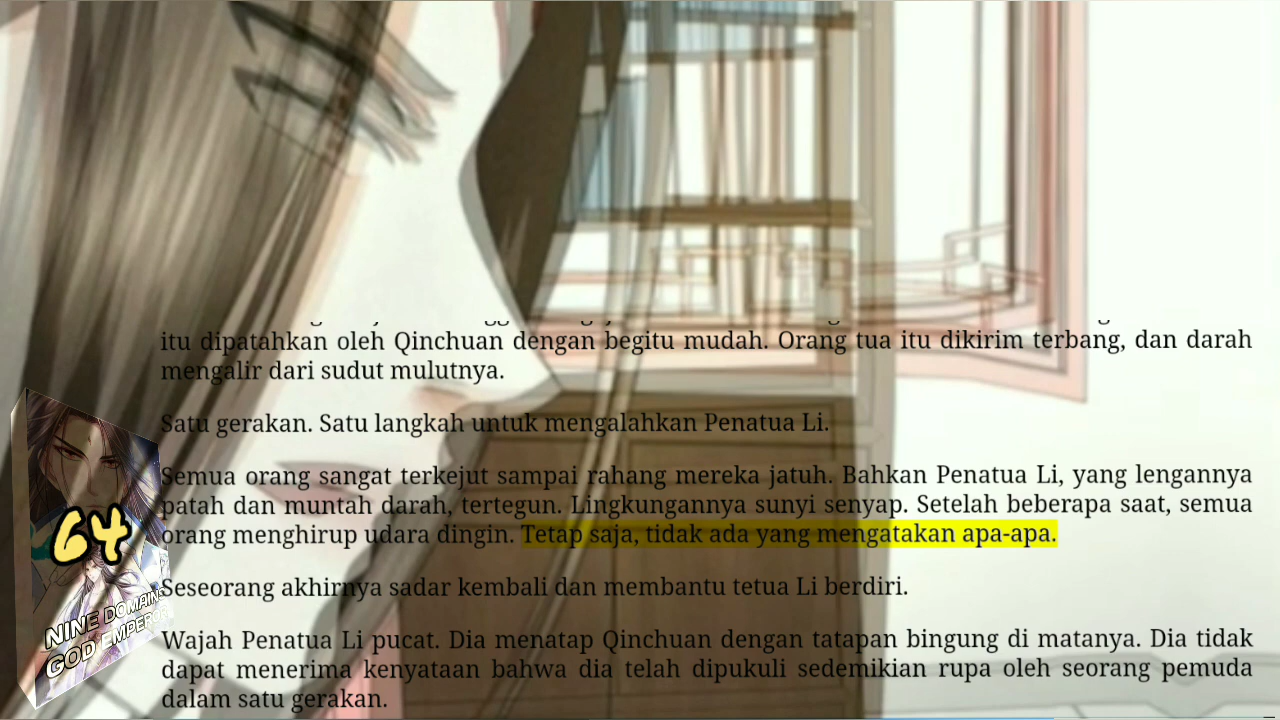 itu dipatahkan oleh Qinchuan dengan begitu mudah. Orang tua itu dikirim terbang, dan darah
mengalir dari sudut mulutnya.
Satu gerakan. Satu langkah untuk mengalahkan Penatua Li.
Semua orang sangat terkejut sampai rahang mereka jatuh. Bahkan Penatua Li, yang lengannya
patah dan muntah darah, tertegun. Lingkungannya sunyi senyap. Setelah beberapa saat, semua
orang menghirup udara dingin. Tetap saja, tidak ada yang mengatakan apa-apa.
Seseorang akhirnya sadar kembali dan membantu tetua Li berdiri.
Wajah Penatua Li pucat. Dia menatap Qinchuan dengan tatapan bingung di matanya. Dia tidak
dapat menerima kenyataan bahwa dia telah dipukuli sedemikian rupa oleh seorang pemuda
dalam satu gerakan.
64
NINE DOMAIN
GOD EMPEROR